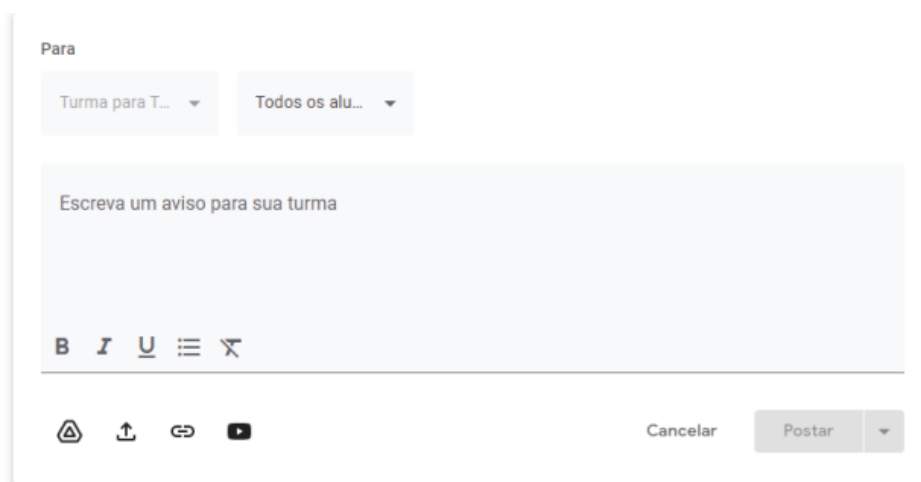 Para
Turma para T... Todos os alu...
Escreva um aviso para sua turma
B I U
Cancelar Postar